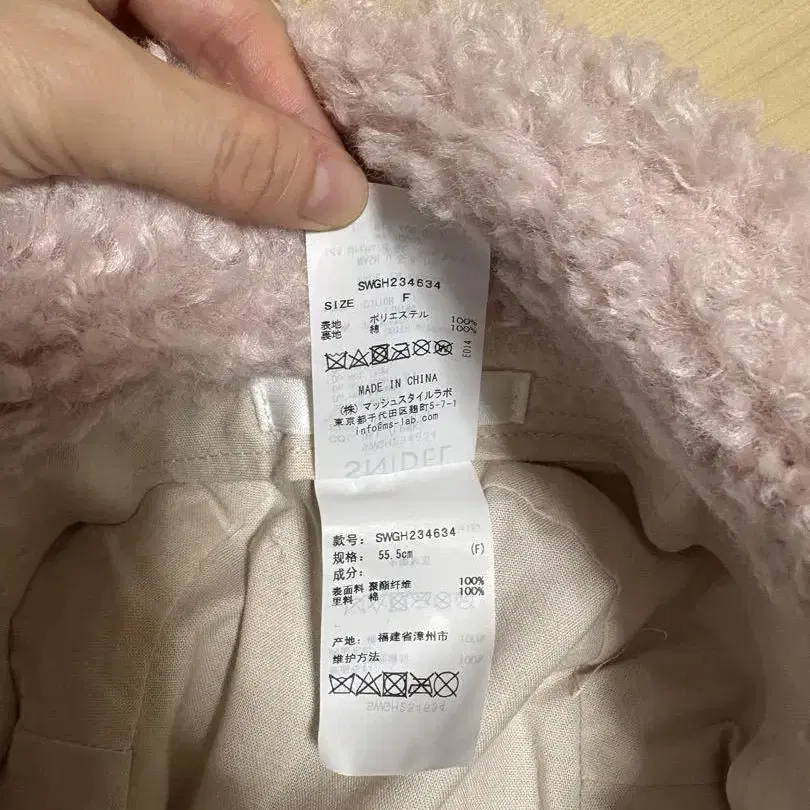 SWGH234634
SIZE F
表地 ポリエステル 100%
裏地 綿 100%
E014
MADE IN CHINA
(株) マッシュスタイルラボ
東京都千代田区麹町5-7-1
info@ms-lab.com
SNIDEL
款号: SWGH234634
规格: 55.5cm (F)
成分:
表面料 聚酯纤维 100%
里料 棉 100%
产地: 福建省漳州市
维护方法
SWGH234634